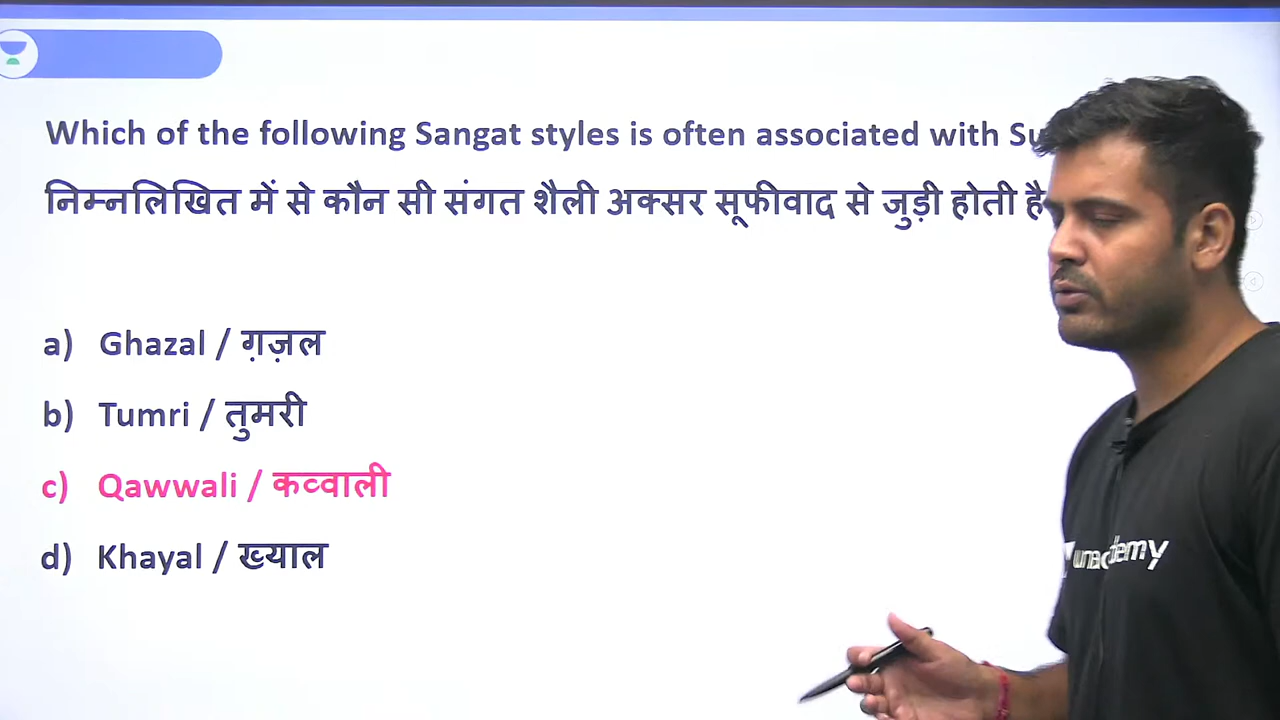 Which of the following Sangat styles is often associated with
निम्नलिखित में से कौन सी संगत शैली अक्सर सूफीवाद से जुड़ी होती है
a) Ghazal / ग़ज़ल
b) Tumri / तुमरी
c) Qawwali / कव्वाली
d) Khayal / ख्याल